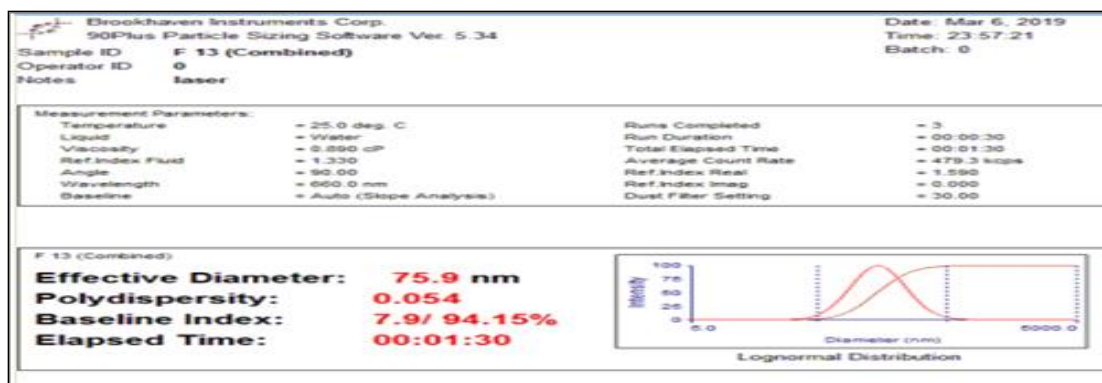 Brookhaven Instruments Corp.
90Plus Particle Sizing Software Ver. 5.34
Date: Mar 6, 2019
Time: 23:57:21
Batch: 0
Sample ID F 13 (Combined)
Operator ID 0
Notes laser
Measurement Parameters:
Temperature = 25.0 deg. C
Liquid = Water
Viscosity = 0.890 cP
Ref.Index Fluid = 1.330
Angle = 90.00
Wavelength = 660.0 nm
Baseline = Auto (Slope Analysis)
Runs Completed = 3
Run Duration = 00:00:30
Total Elapsed Time = 00:01:30
Average Count Rate = 479.3 kcps
Ref.Index Real = 1.590
Ref.Index Imag = 0.000
Dust Filter Setting = 30.00
F 13 (Combined)
Effective Diameter: 75.9 nm
Polydispersity: 0.054
Baseline Index: 7.9/ 94.15%
Elapsed Time: 00:01:30
Intensity
100
75
50
25
0
5.0
5000.0
Diameter (nm)
Lognormal Distribution